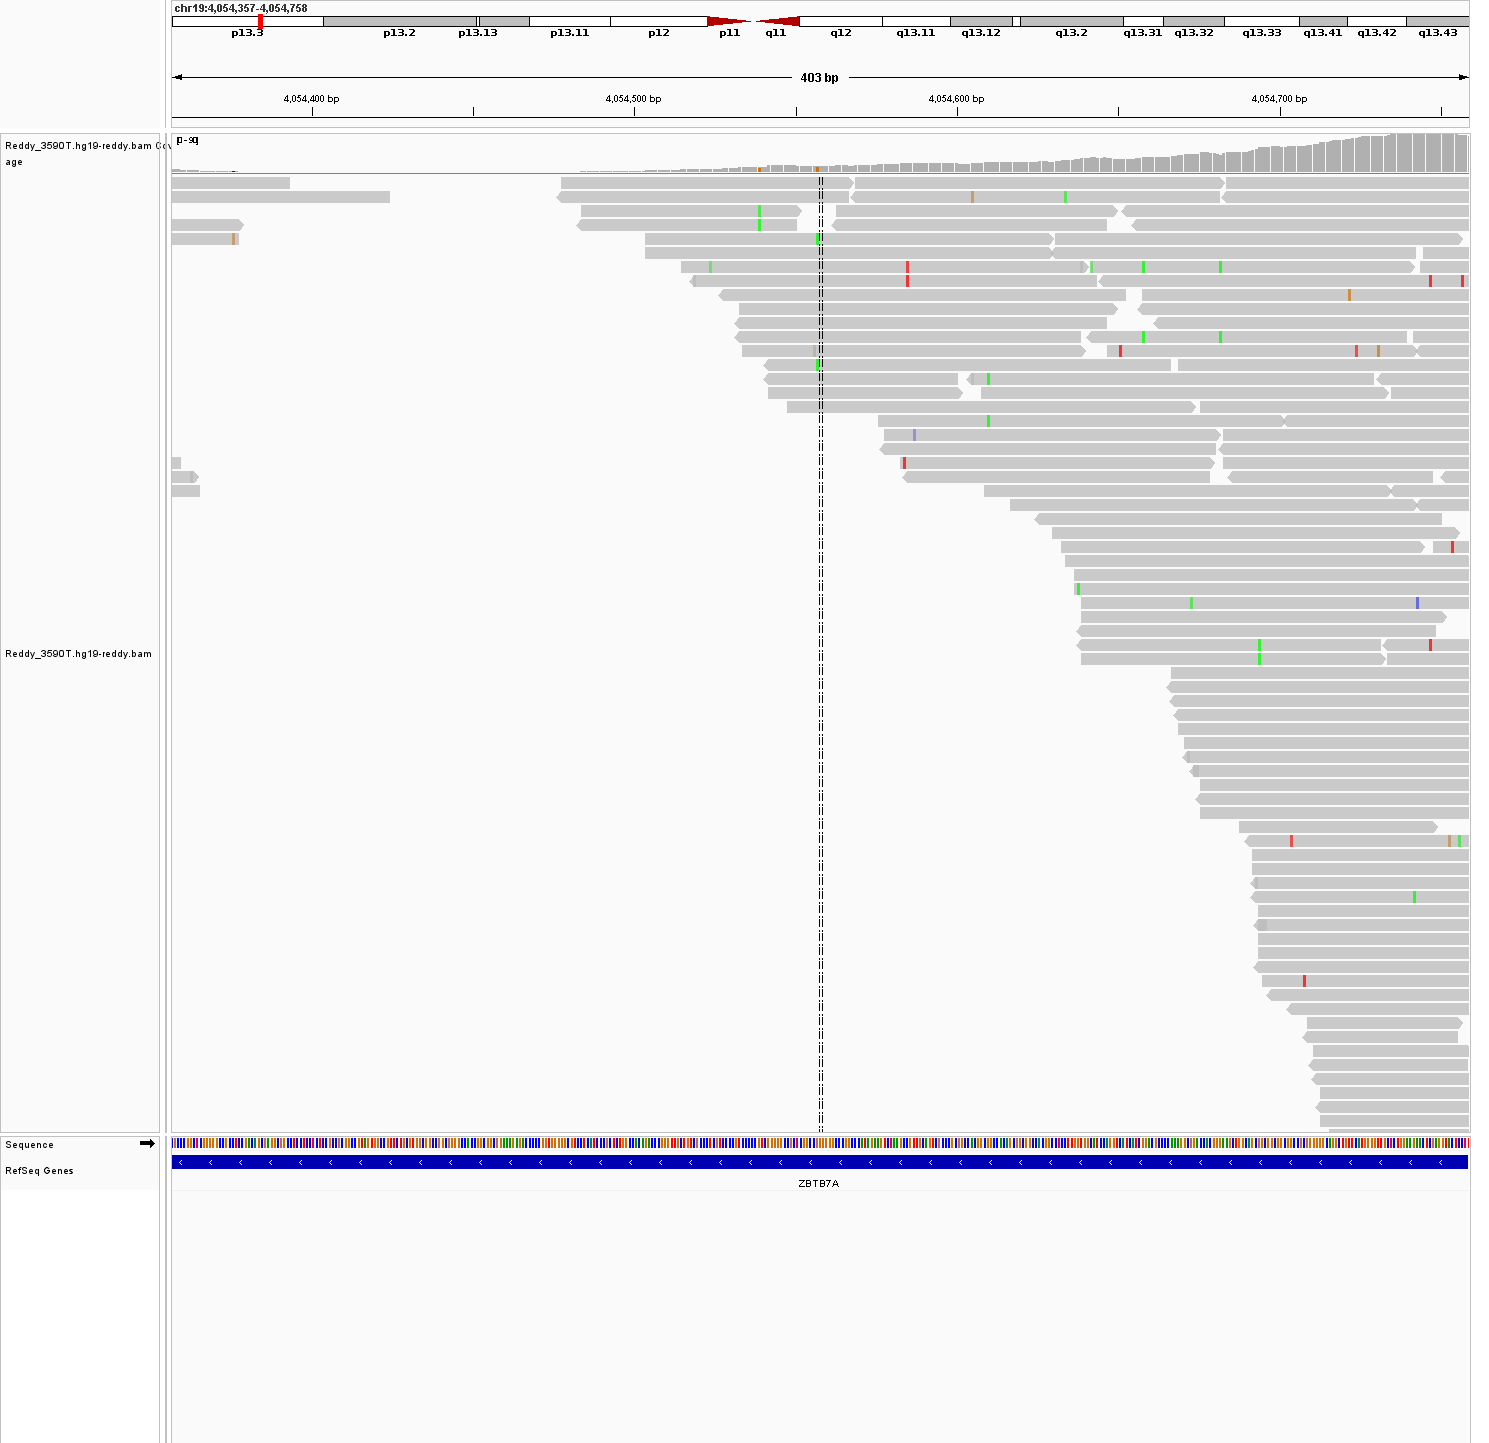 chr19:4,054,357-4,054,758
p13.3 p13.2 p13.13 p13.11 p12 p11 q11 q12 q13.11 q13.12 q13.2 q13.31 q13.32 q13.33 q13.41 q13.42 q13.43
403 bp
4,054,400 bp 4,054,500 bp 4,054,600 bp 4,054,700 bp
Reddy_3590T.hg19-reddy.bam Cov
age
Reddy_3590T.hg19-reddy.bam
Sequence
RefSeq Genes
ZBTB7A